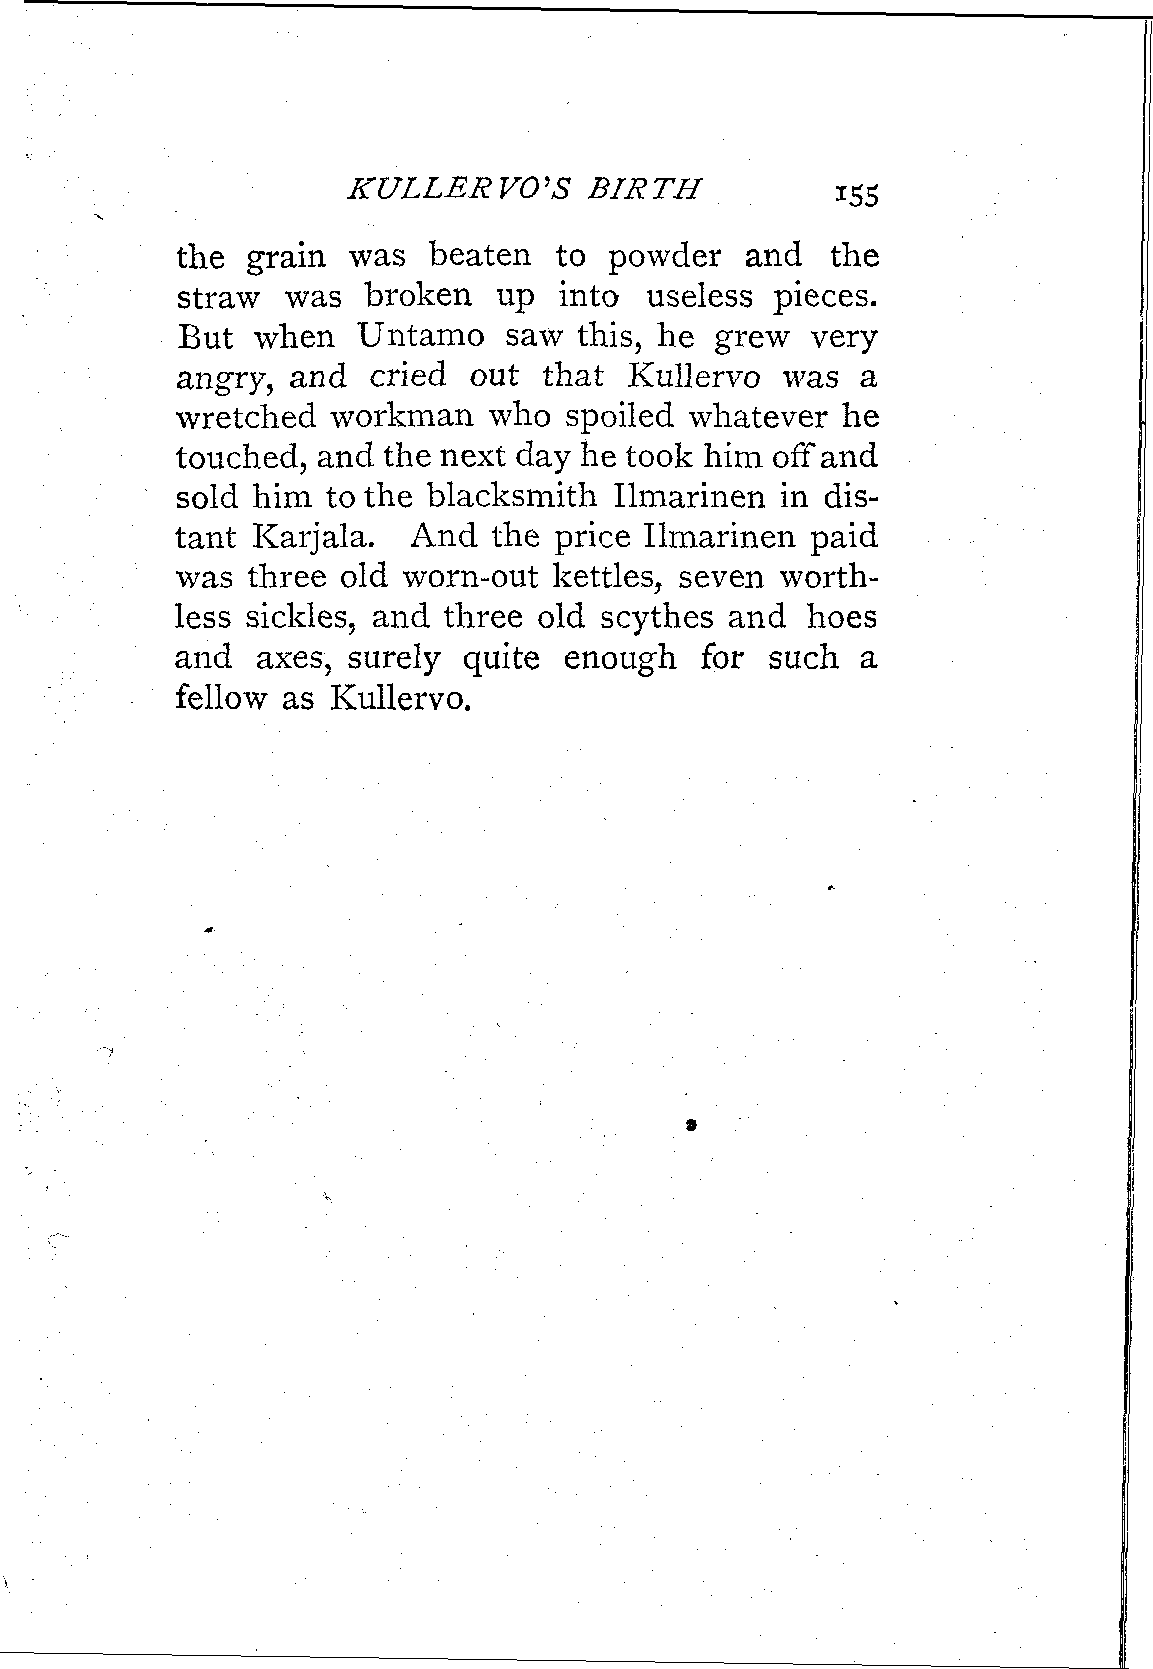 KULLERVO'S BIRTH 155
the grain was beaten to powder and the
straw was broken up into useless pieces.
But when Untamo saw this, he grew very
angry, and cried out that Kullervo was a
wretched workman who spoiled whatever he
touched, and the next day he took him off and
sold him to the blacksmith Ilmarinen in dis-
tant Karjala. And the price Ilmarinen paid
was three old worn-out kettles, seven worth-
less sickles, and three old scythes and hoes
and axes, surely quite enough for such a
fellow as Kullervo.